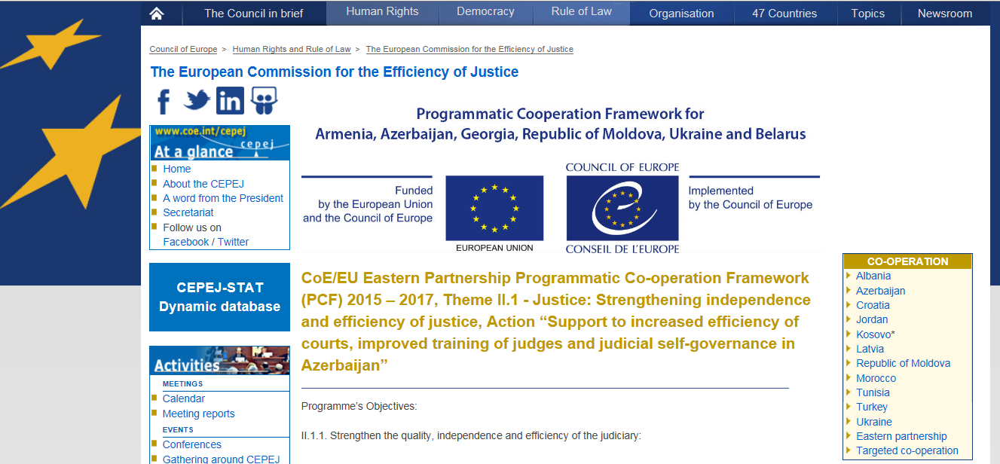 The Council in brief
Human Rights
Democracy
Rule of Law
Organisation
47 Countries
Topics
Newsroom
Council of Europe > Human Rights and Rule of Law > The European Commission for the Efficiency of Justice
The European Commission for the Efficiency of Justice
f
in
www.coe.int/cepej
cepej
At a glance
Home
About the CEPEJ
A word from the President
Secretariat
Follow us on
Facebook / Twitter
CEPEJ-STAT
Dynamic database
Activities
MEETINGS
Calendar
Meeting reports
EVENTS
Conferences
Gathering around CEPEJ
Programmatic Cooperation Framework for
Armenia, Azerbaijan, Georgia, Republic of Moldova, Ukraine and Belarus
Funded
by the European Union
and the Council of Europe
EUROPEAN UNION
COUNCIL OF EUROPE
CONSEIL DE L'EUROPE
Implemented
by the Council of Europe
CoE/EU Eastern Partnership Programmatic Co-operation Framework
(PCF) 2015 – 2017, Theme II.1 - Justice: Strengthening independence
and efficiency of justice, Action “Support to increased efficiency of
courts, improved training of judges and judicial self-governance in
Azerbaijan”
Programme’s Objectives:
II.1.1. Strengthen the quality, independence and efficiency of the judiciary:
CO-OPERATION
Albania
Azerbaijan
Croatia
Jordan
Kosovo*
Latvia
Republic of Moldova
Morocco
Tunisia
Turkey
Ukraine
Eastern partnership
Targeted co-operation